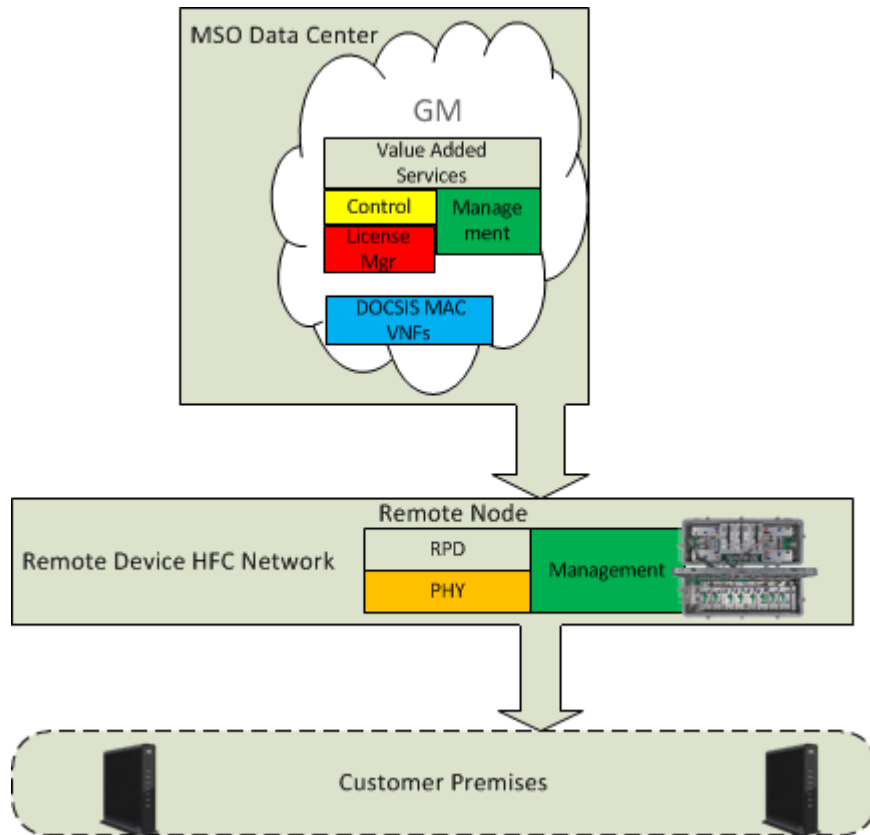 MSO Data Center
GM
Value Added
Services
Control
Manage
ment
License
Mgr
DOCSIS MAC
VNFs
Remote Node
Remote Device HFC Network
RPD
PHY
Management
Customer Premises